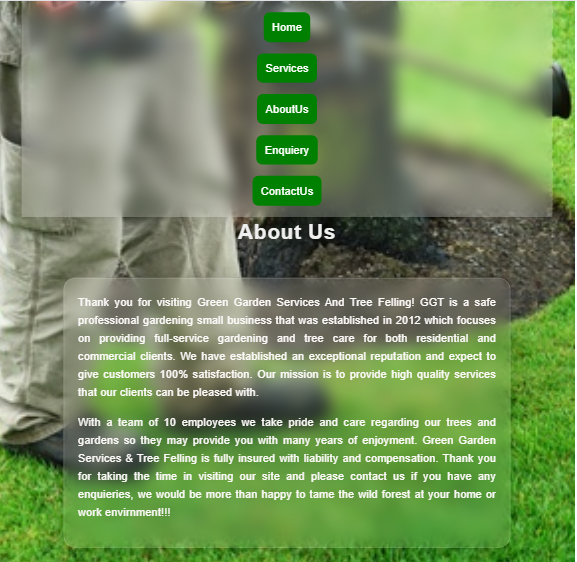 Home
Services
AboutUs
Enquiery
ContactUs
About Us
Thank you for visiting Green Garden Services And Tree Felling! GGT is a safe
professional gardening small business that was established in 2012 which focuses
on providing full-service gardening and tree care for both residential and
commercial clients. We have established an exceptional reputation and expect to
give customers 100% satisfaction. Our mission is to provide high quality services
that our clients can be pleased with.
With a team of 10 employees we take pride and care regarding our trees and
gardens so they may provide you with many years of enjoyment. Green Garden
Services & Tree Felling is fully insured with liability and compensation. Thank you
for taking the time in visiting our site and please contact us if you have any
enquieries, we would be more than happy to tame the wild forest at your home or
work envirnment!!!